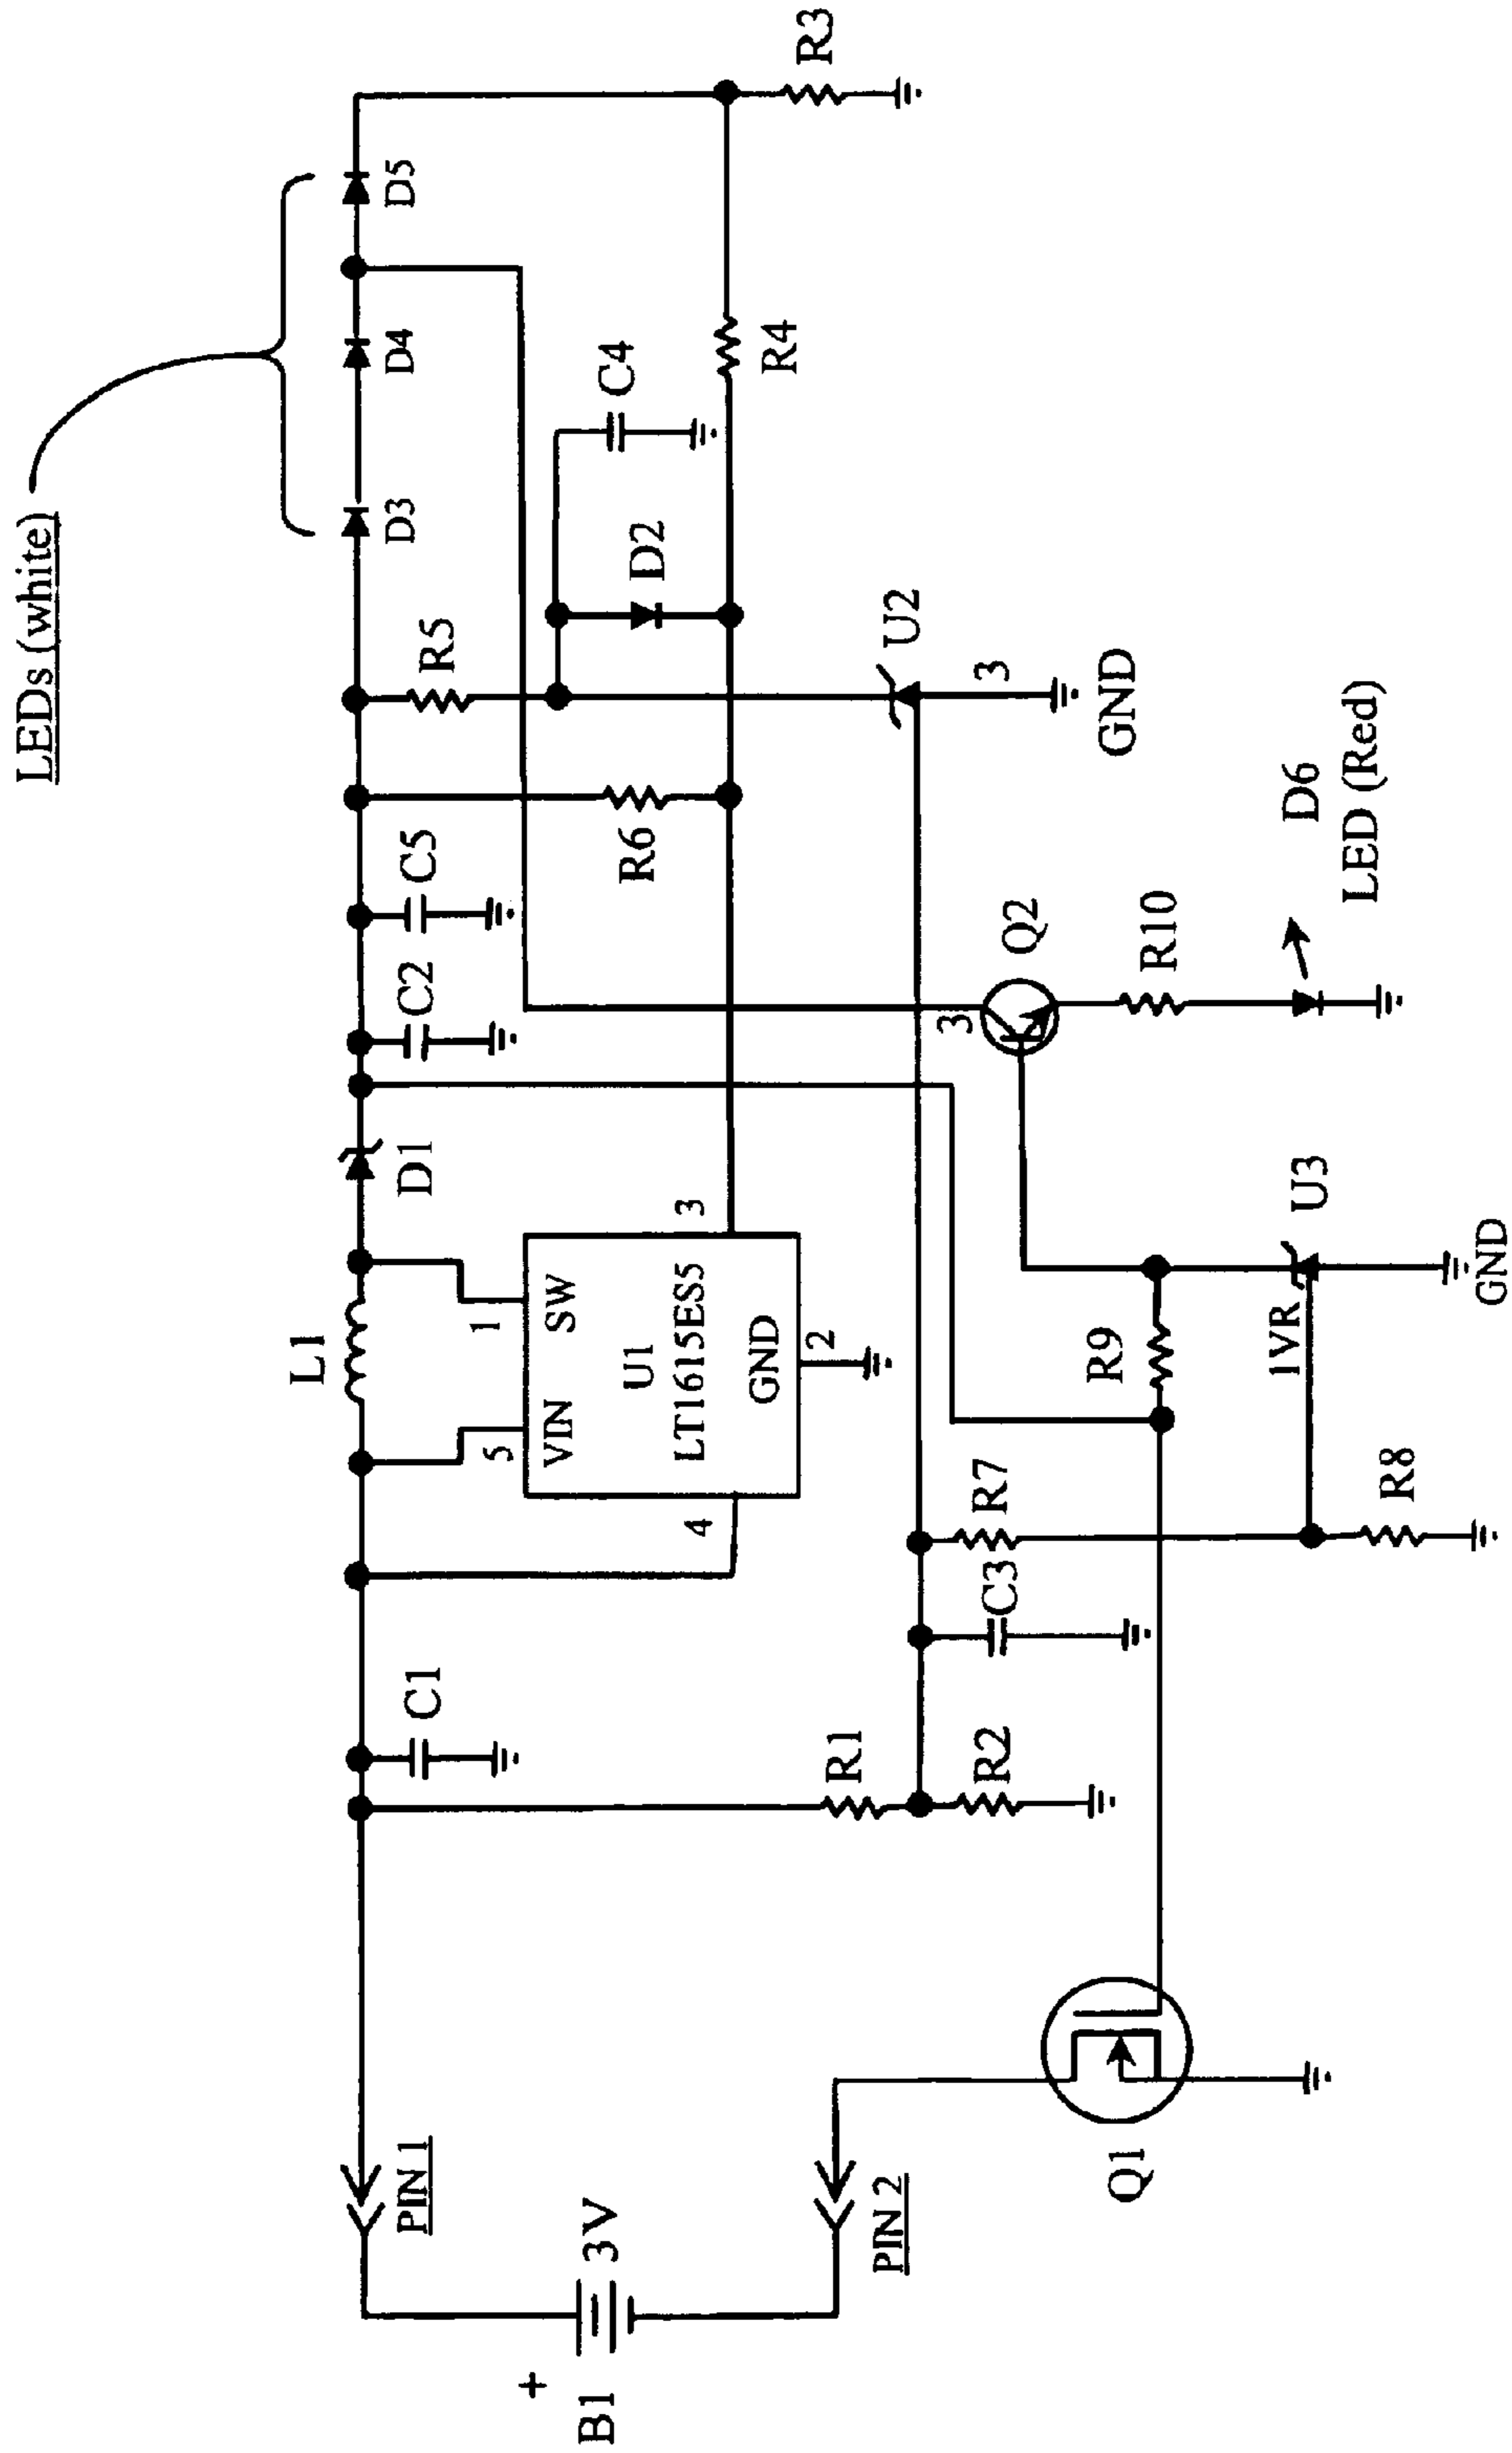 LEDs (white)
L1
D1
C2
C5
D3
D4
D5
C1
5
1
VIN
SW
U1
LT1615ES5
GND
4
3
2
R5
R6
D2
C4
R4
R3
PIN 1
B1
+
3V
PIN 2
R1
R2
C3
R7
3
Q2
U2
3
GND
Q1
R9
R10
D6
LED (Red)
1VR
U3
R8
GND